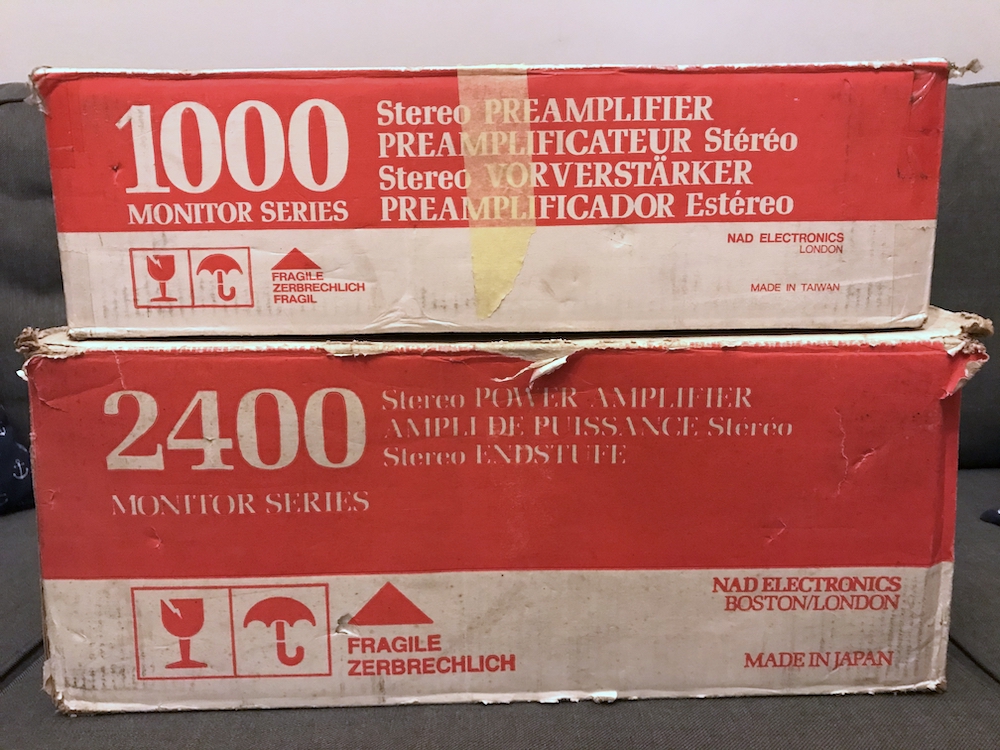 1000
MONITOR SERIES
Stereo PREAMPLIFIER
PREAMPLIFICATEUR Stéréo
Stereo VORVERSTÄRKER
PREAMPLIFICADOR Estéreo
FRAGILE
ZERBRECHLICH
FRAGIL
NAD ELECTRONICS
LONDON
MADE IN TAIWAN
2400
MONITOR SERIES
Stereo POWER AMPLIFIER
AMPLI DE PUISSANCE Stéréo
Stereo ENDSTUFE
FRAGILE
ZERBRECHLICH
NAD ELECTRONICS
BOSTON/LONDON
MADE IN JAPAN